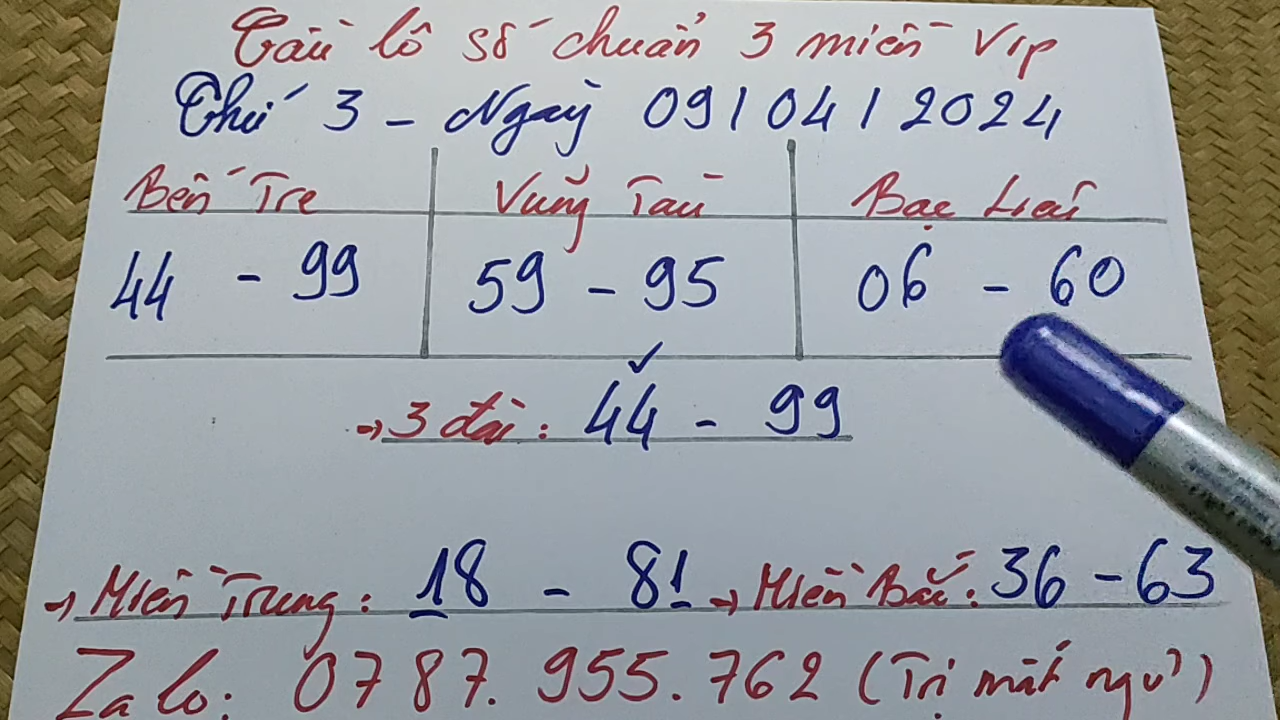 Cầu lô số chuẩn 3 miền Vip
Thứ 3 - Ngày 09/04/2024
Bến Tre Vũng Tàu Bạc Liêu
44 - 99 59 - 95 06 - 60
✓
→ 3 đài: 44 - 99
→ Miền Trung: 18 - 81 → Miền Bắc: 36 - 63
Zalo: 0787.955.762 (Trị mất ngủ)